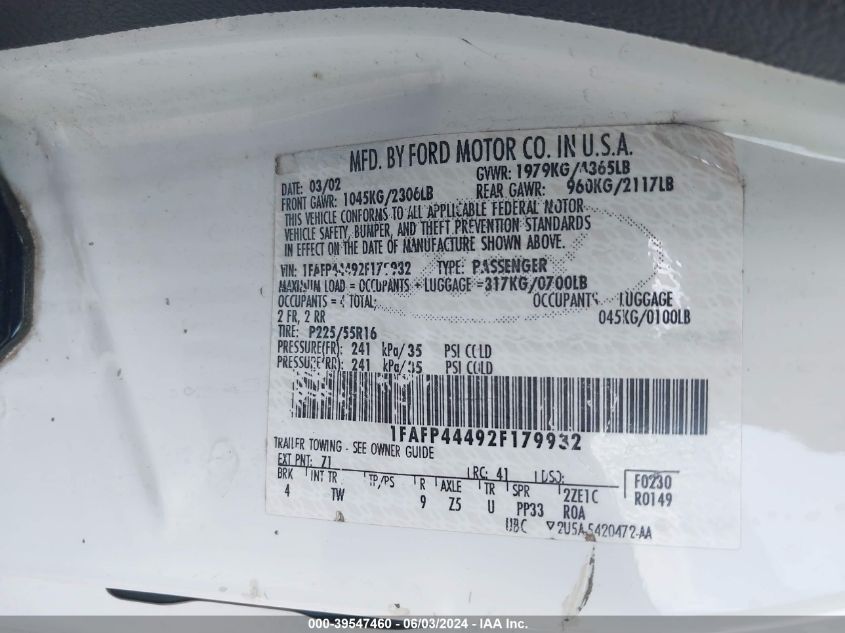 MFD. BY FORD MOTOR CO. IN U.S.A.
DATE: 03/02 GVWR: 1979KG/4365LB
FRONT GAWR: 1045KG/2306LB REAR GAWR: 960KG/2117LB
THIS VEHICLE CONFORMS TO ALL APPLICABLE FEDERAL MOTOR
VEHICLE SAFETY, BUMPER, AND THEFT PREVENTION STANDARDS
IN EFFECT ON THE DATE OF MANUFACTURE SHOWN ABOVE.
VIN: 1FAFP44492F179932 TYPE: PASSENGER
MAXIMUM LOAD = OCCUPANTS + LUGGAGE = 317KG/0700LB
OCCUPANTS = 4 TOTAL, OCCUPANTS, LUGGAGE
2 FR, 2 RR 045KG/0100LB
TIRE: P225/55R16
PRESSURE(FR): 241 kPa/35 PSI COLD
PRESSURE(RR): 241 kPa/35 PSI COLD
1FAFP44492F179932
TRAILER TOWING - SEE OWNER GUIDE
EXT PNT: Z1 RC: 41 DSO: F0230
BRK INT TR TP/PS R AXLE TR SPR 2ZE1C R0149
4 TW 9 Z5 U PP33 ROA
UBC ▽2U5A-5420472-AA
000-39547460 - 06/03/2024 - IAA Inc.